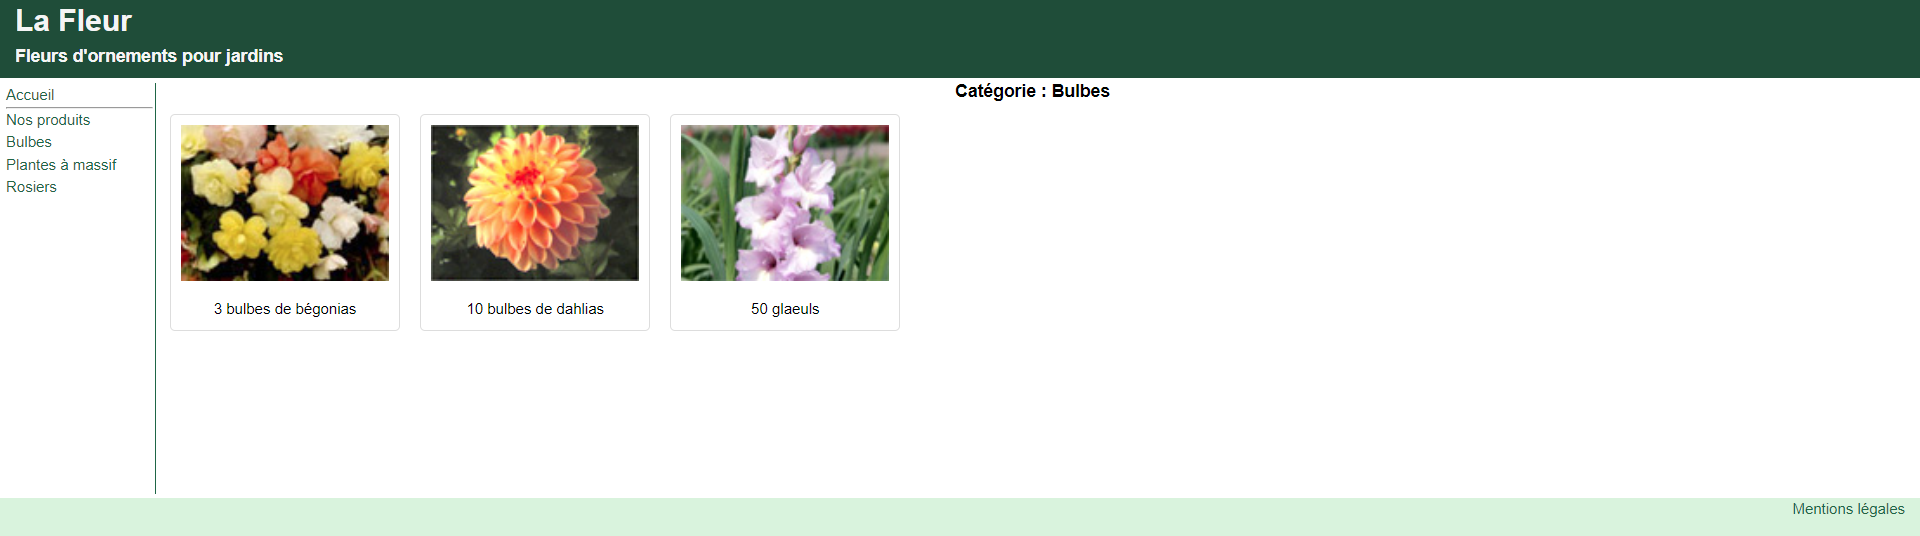 La Fleur
Fleurs d'ornements pour jardins
Accueil
Nos produits
Bulbes
Plantes à massif
Rosiers
Catégorie : Bulbes
3 bulbes de bégonias
10 bulbes de dahlias
50 glaeuls
Mentions légales